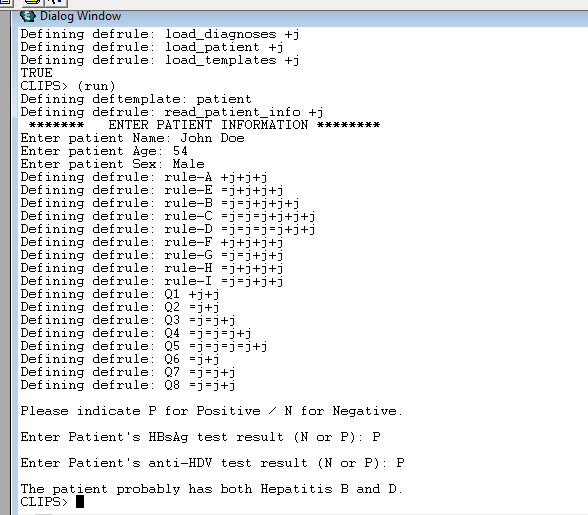 Dialog Window
Defining defrule: load_diagnoses +j
Defining defrule: load_patient +j
Defining defrule: load_templates +j
TRUE
CLIPS> (run)
Defining deftemplate: patient
Defining defrule: read_patient_info +j
******* ENTER PATIENT INFORMATION ********
Enter patient Name: John Doe
Enter patient Age: 54
Enter patient Sex: Male
Defining defrule: rule-A +j+j+j
Defining defrule: rule-E =j+j+j+j
Defining defrule: rule-B =j=j+j+j+j
Defining defrule: rule-C =j=j=j+j+j+j
Defining defrule: rule-D =j=j=j=j+j+j
Defining defrule: rule-F +j+j+j+j
Defining defrule: rule-G =j=j+j+j
Defining defrule: rule-H =j+j+j+j
Defining defrule: rule-I =j=j+j+j
Defining defrule: Q1 +j+j
Defining defrule: Q2 =j+j
Defining defrule: Q3 =j=j+j
Defining defrule: Q4 =j=j=j+j
Defining defrule: Q5 =j=j=j=j+j
Defining defrule: Q6 =j+j
Defining defrule: Q7 =j=j+j
Defining defrule: Q8 =j=j+j
Please indicate P for Positive / N for Negative.
Enter Patient's HBsAg test result (N or P): P
Enter Patient's anti-HDV test result (N or P): P
The patient probably has both Hepatitis B and D.
CLIPS>